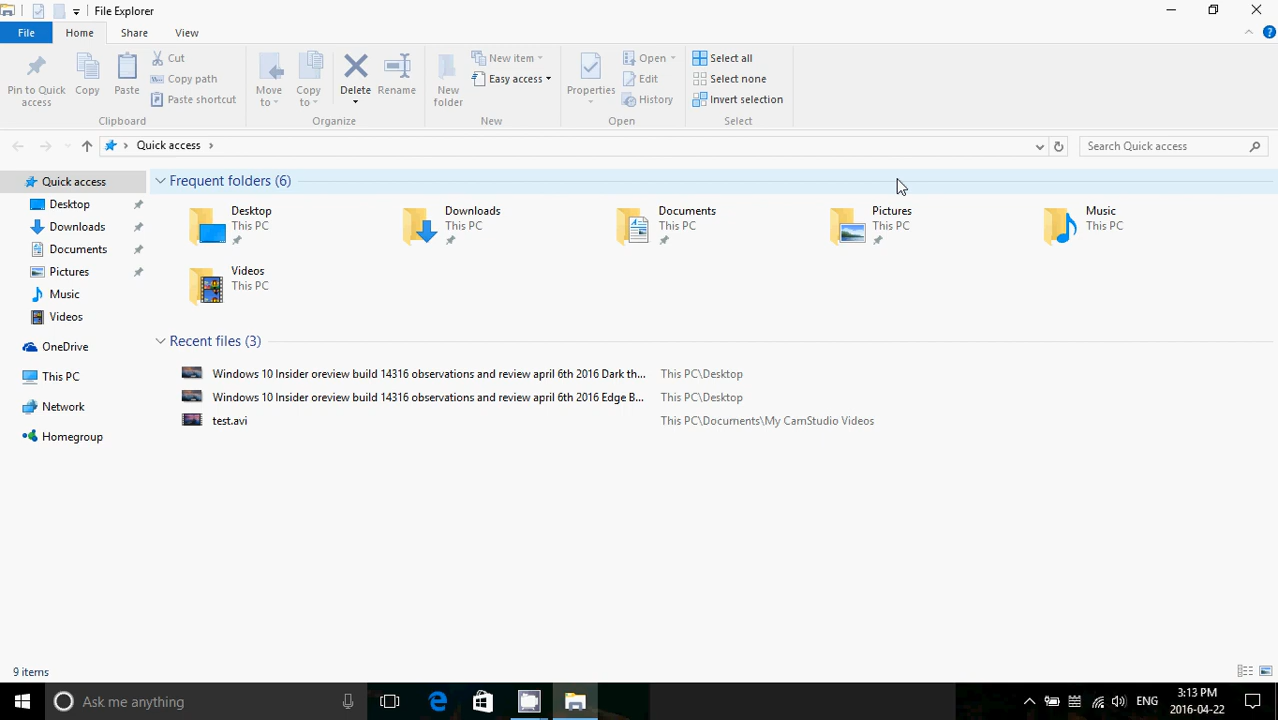 File Explorer
File Home Share View
Pin to Quick access
Copy
Paste
Cut
Copy path
Paste shortcut
Clipboard
Move to
Copy to
Delete
Rename
Organize
New folder
New item
Easy access
New
Properties
Open
Edit
History
Open
Select all
Select none
Invert selection
Select
Quick access
Search Quick access
Quick access
Desktop
Downloads
Documents
Pictures
Music
Videos
OneDrive
This PC
Network
Homegroup
Frequent folders (6)
Desktop
This PC
Downloads
This PC
Documents
This PC
Pictures
This PC
Music
This PC
Videos
This PC
Recent files (3)
Windows 10 Insider oreview build 14316 observations and review april 6th 2016 Dark th... This PC\Desktop
Windows 10 Insider oreview build 14316 observations and review april 6th 2016 Edge B... This PC\Desktop
test.avi This PC\Documents\My CamStudio Videos
9 items
Ask me anything
ENG
3:13 PM
2016-04-22